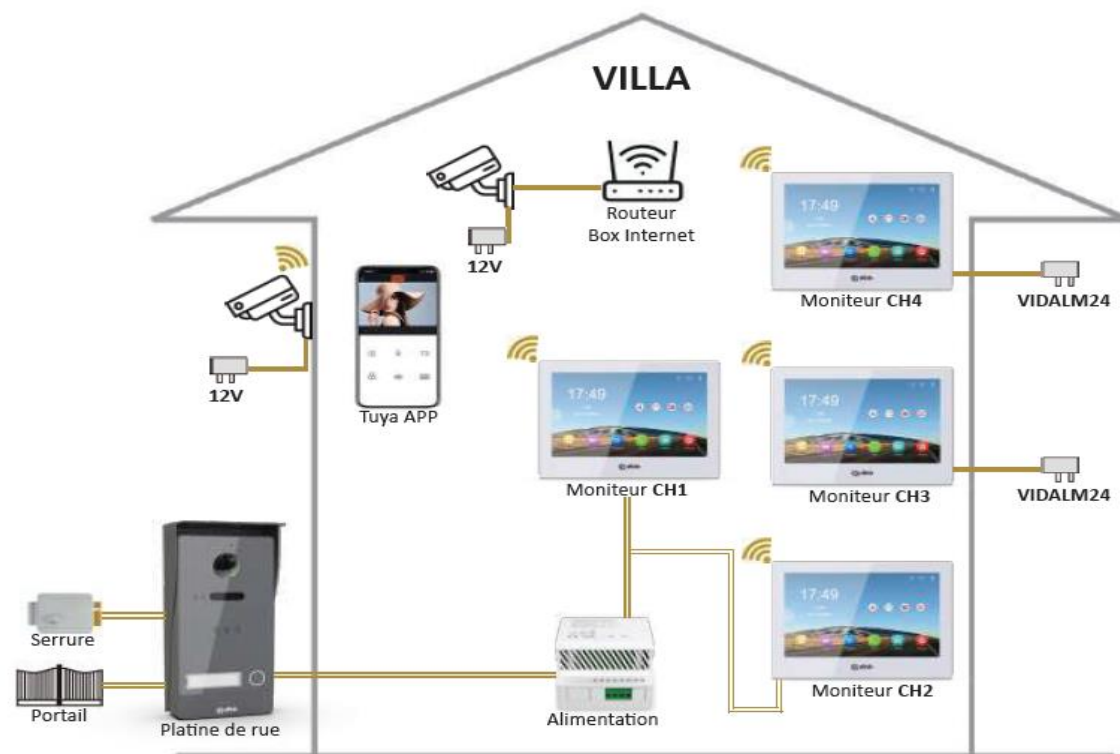 VILLA
Routeur
Box Internet
12V
17:49
Moniteur CH4
VIDALM24
12V
Tuya APP
17:49
Moniteur CH1
17:49
Moniteur CH3
VIDALM24
17:49
Moniteur CH2
Serrure
Portail
Platine de rue
Alimentation